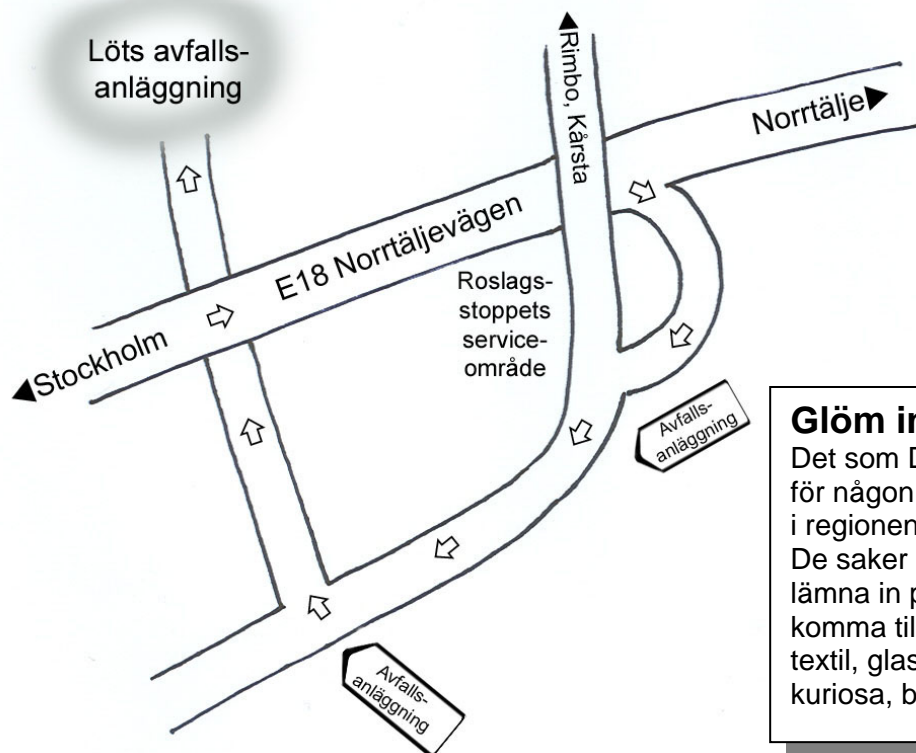 Löts avfalls-
anläggning
▲Rimbo, Kårsta
Norrtälje▶
E18 Norrtäljevägen
◀Stockholm
Roslags-
stoppets
service-
område
Avfalls-
anläggning
Avfalls-
anläggning
Glöm in
Det som D
för någon
i regionen
De saker
lämna in p
komma til
textil, glas
kuriosa, b